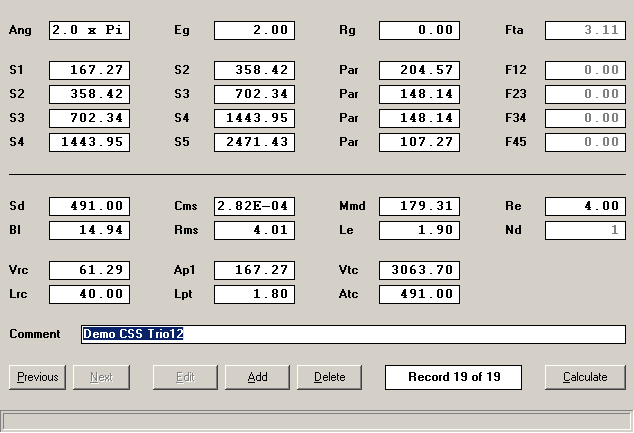 Ang 2.0 x Pi Eg 2.00 Rg 0.00 Fta 3.11
S1 167.27 S2 358.42 Par 204.57 F12 0.00
S2 358.42 S3 702.34 Par 148.14 F23 0.00
S3 702.34 S4 1443.95 Par 148.14 F34 0.00
S4 1443.95 S5 2471.43 Par 107.27 F45 0.00
Sd 491.00 Cms 2.82E-04 Mmd 179.31 Re 4.00
Bl 14.94 Rms 4.01 Le 1.90 Nd 1
Vrc 61.29 Ap1 167.27 Vtc 3063.70
Lrc 40.00 Lpt 1.80 Atc 491.00
Comment Demo CSS Trio12
Previous Next Edit Add Delete Record 19 of 19 Calculate